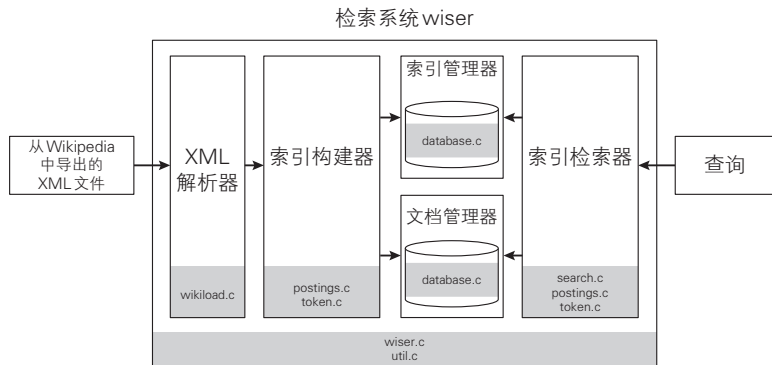 检索系统wiser
从Wikipedia
中导出的
XML文件
XML
解析器
wikiload.c
索引构建器
postings.c
token.c
索引管理器
database.c
文档管理器
database.c
索引检索器
search.c
postings.c
token.c
查询
wiser.c
util.c